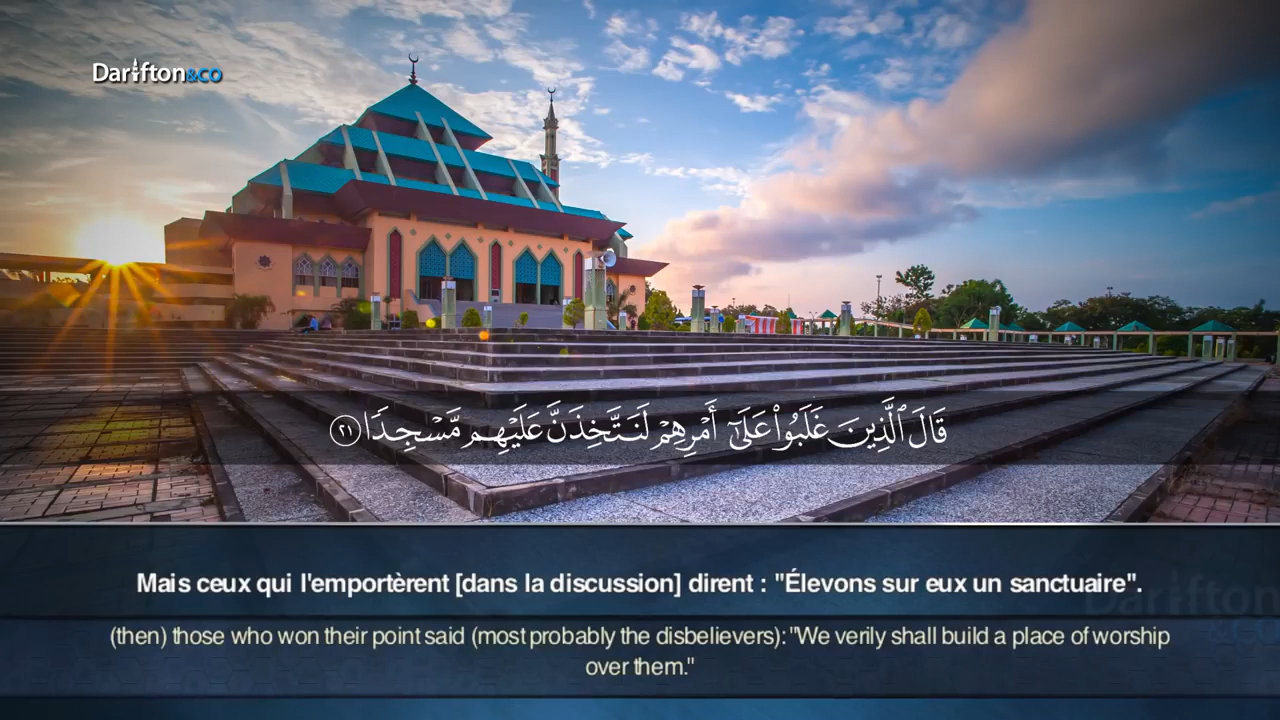 Darifton&co
قَالَ ٱلَّذِينَ غَلَبُوا۟ عَلَىٰٓ أَمْرِهِمْ لَنَتَّخِذَنَّ عَلَيْهِم مَّسْجِدًا ٢١
Mais ceux qui l'emportèrent [dans la discussion] dirent : "Élevons sur eux un sanctuaire".
Darifton
&co
(then) those who won their point said (most probably the disbelievers): "We verily shall build a place of worship
over them."